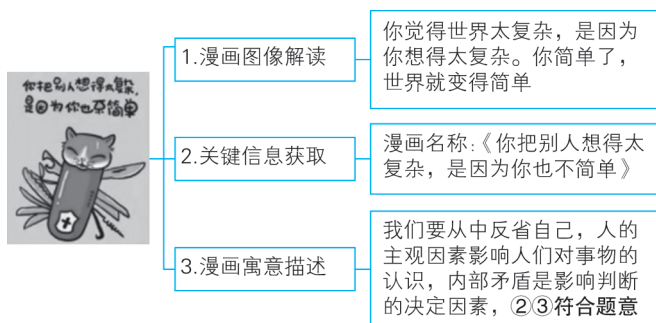 你把别人想得太复杂，
是因为你也不简单
1.漫画图像解读
你觉得世界太复杂，是因为
你想得太复杂。你简单了，
世界就变得简单
2.关键信息获取
漫画名称:《你把别人想得太
复杂，是因为你也不简单》
3.漫画寓意描述
我们要从中反省自己，人的
主观因素影响人们对事物的
认识，内部矛盾是影响判断
的决定因素，②③符合题意